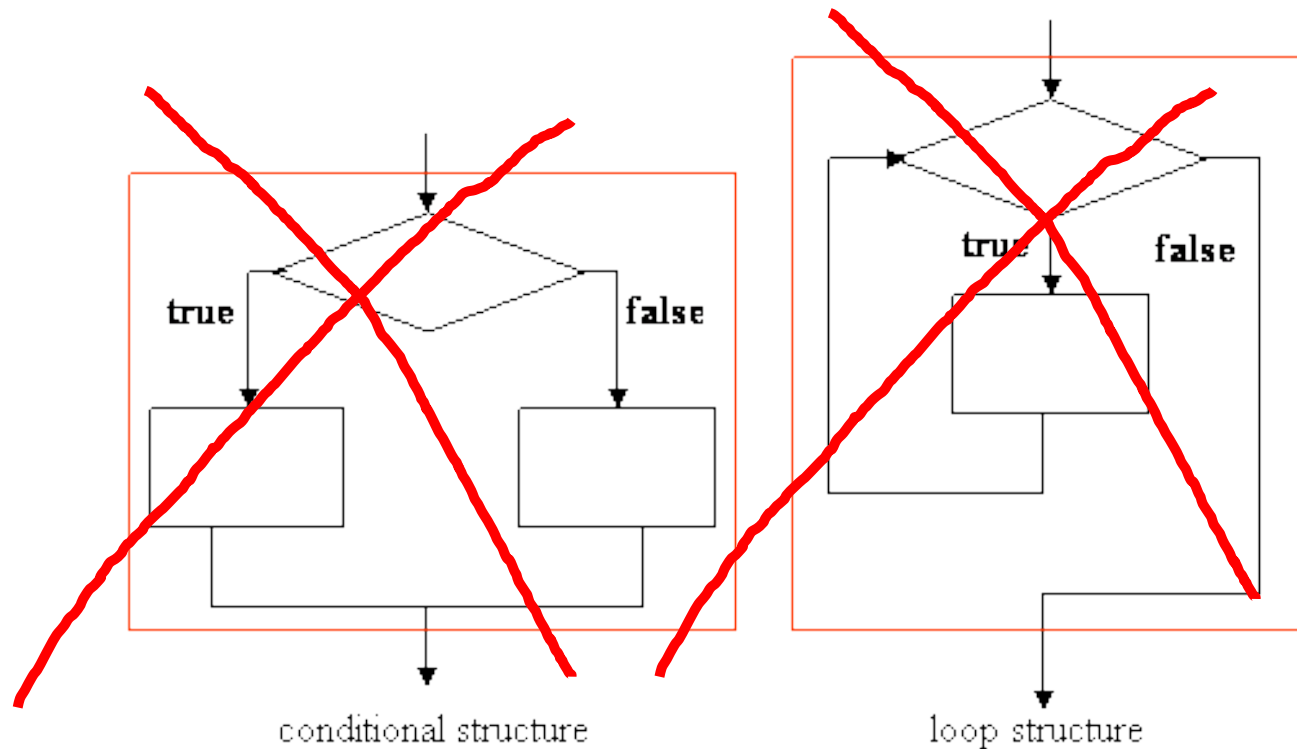 true
false
conditional structure
true
false
loop structure